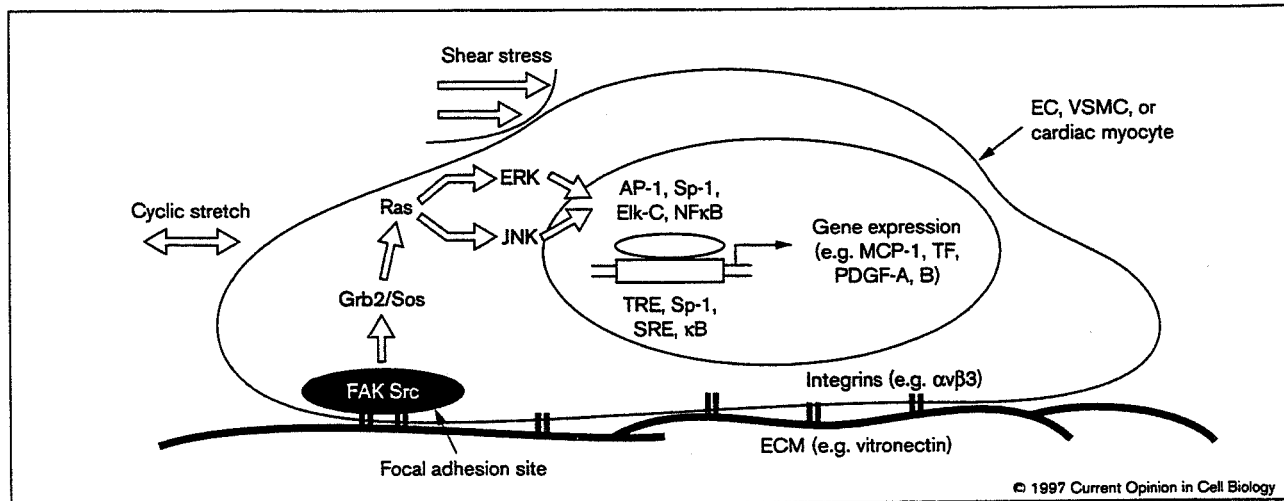 Shear stress
EC, VSMC, or
cardiac myocyte
ERK
AP-1, Sp-1,
Elk-C, NFκB
Ras
Cyclic stretch
JNK
Gene expression
(e.g. MCP-1, TF,
PDGF-A, B)
Grb2/Sos
TRE, Sp-1,
SRE, κB
FAK Src
Integrins (e.g. αvβ3)
ECM (e.g. vitronectin)
Focal adhesion site
© 1997 Current Opinion in Cell Biology